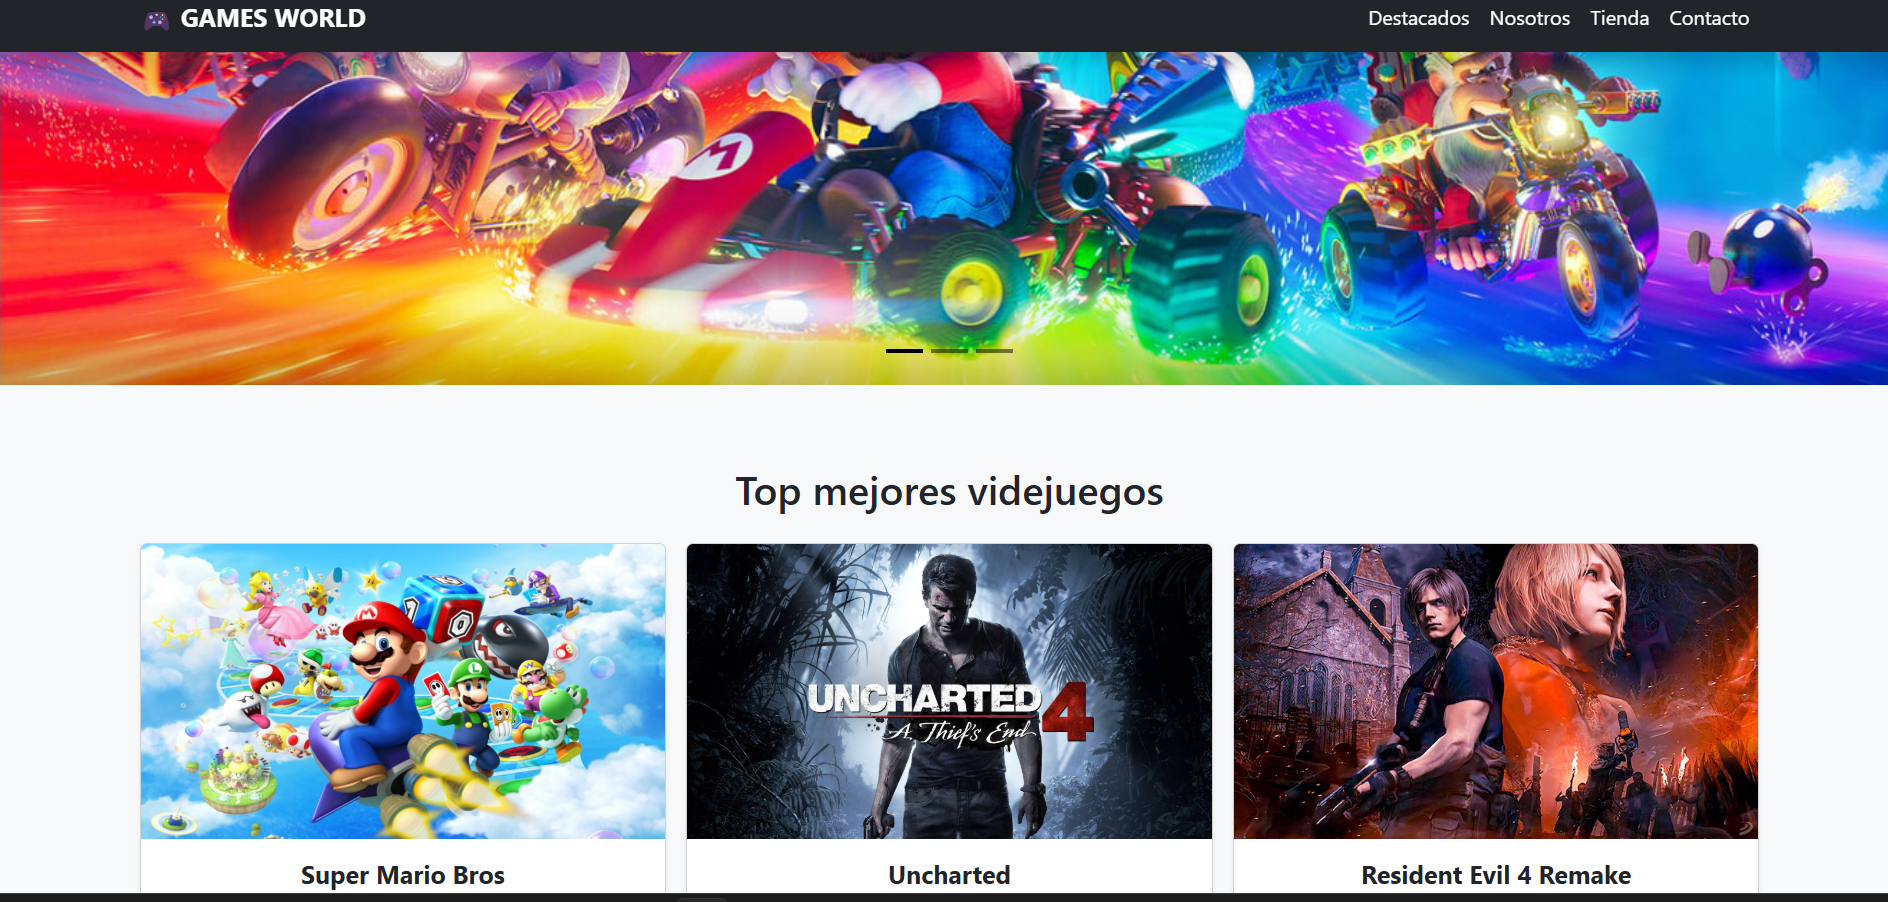 GAMES WORLD
Destacados Nosotros Tienda Contacto
M
Top mejores videjuegos
M
L
10
UNCHARTED 4
A Thief's End
Super Mario Bros
Uncharted
Resident Evil 4 Remake